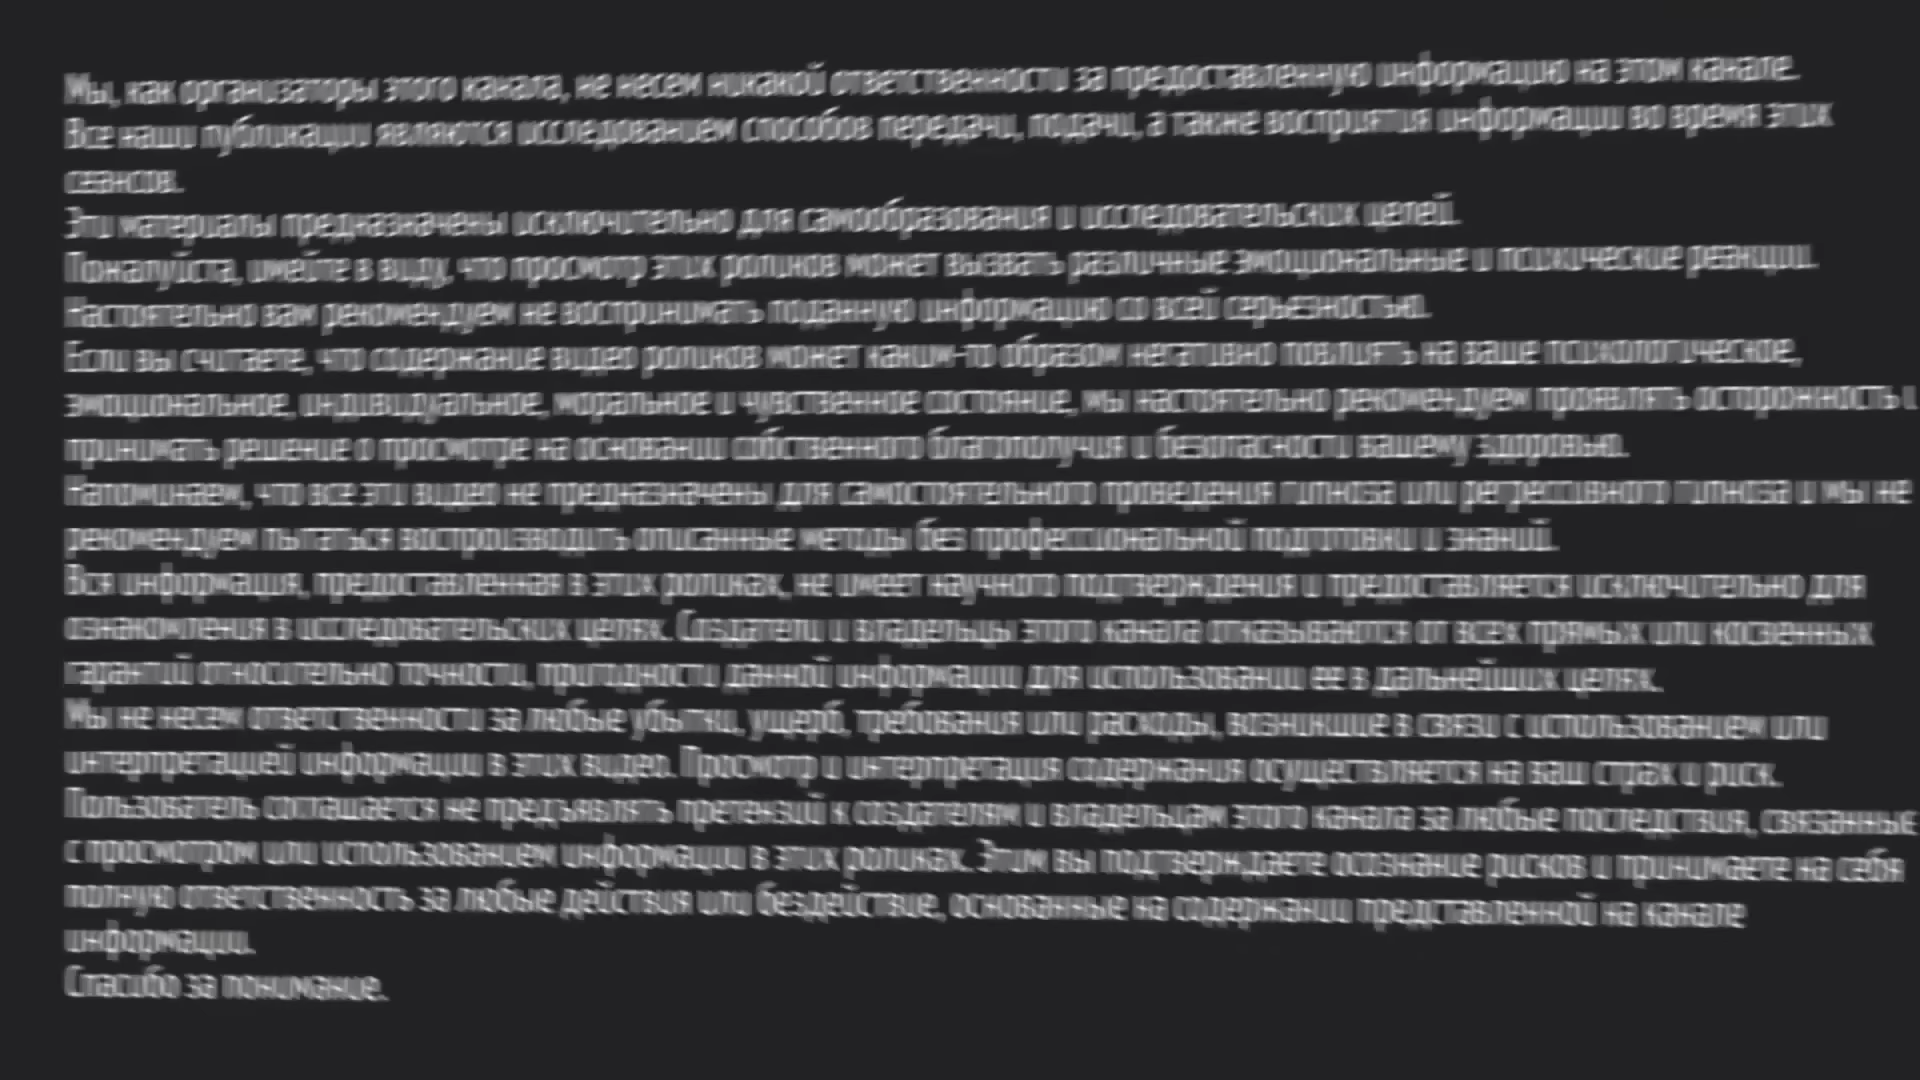 Мы, как организаторы этого канала, не несем никакой ответственности за предоставленную информацию на этом канале.
Все наши публикации являются исследованием способов передачи, подачи, а также восприятия информации во время этих
сеансов.
Эти материалы предназначены исключительно для самообразования и исследовательских целей.
Пожалуйста, имейте в виду, что просмотр этих роликов может вызвать различные эмоциональные и психические реакции.
Настоятельно вам рекомендуем не воспринимать поданную информацию со всей серьезностью.
Если вы считаете, что содержание видео роликов может каким-то образом негативно повлиять на ваше психологическое,
эмоциональное, индивидуальное, моральное и чувственное состояние, мы настоятельно рекомендуем проявлять осторожность и
принимать решение о просмотре на основании собственного благополучия и безопасности вашему здоровью.
Напоминаем, что все эти видео не предназначены для самостоятельного проведения гипноза или регрессивного гипноза и мы не
рекомендуем пытаться воспроизводить описанные методы без профессиональной подготовки и знаний.
Вся информация, предоставленная в этих роликах, не имеет научного подтверждения и предоставляется исключительно для
ознакомления в исследовательских целях. Создатели и владельцы этого канала отказываются от всех прямых или косвенных
гарантий относительно точности, пригодности данной информации для использовании ее в дальнейших целях.
Мы не несем ответственности за любые убытки, ущерб, требования или расходы, возникшие в связи с использованием или
интерпретацией информации в этих видео. Просмотр и интерпретация содержания осуществляется на ваш страх и риск.
Пользователь соглашается не предъявлять претензий к создателям и владельцам этого канала за любые последствия, связанные
с просмотром или использованием информации в этих роликах. Этим вы подтверждаете осознание рисков и принимаете на себя
полную ответственность за любые действия или бездействие, основанные на содержании представленной на канале
информации.
Спасибо за понимание.